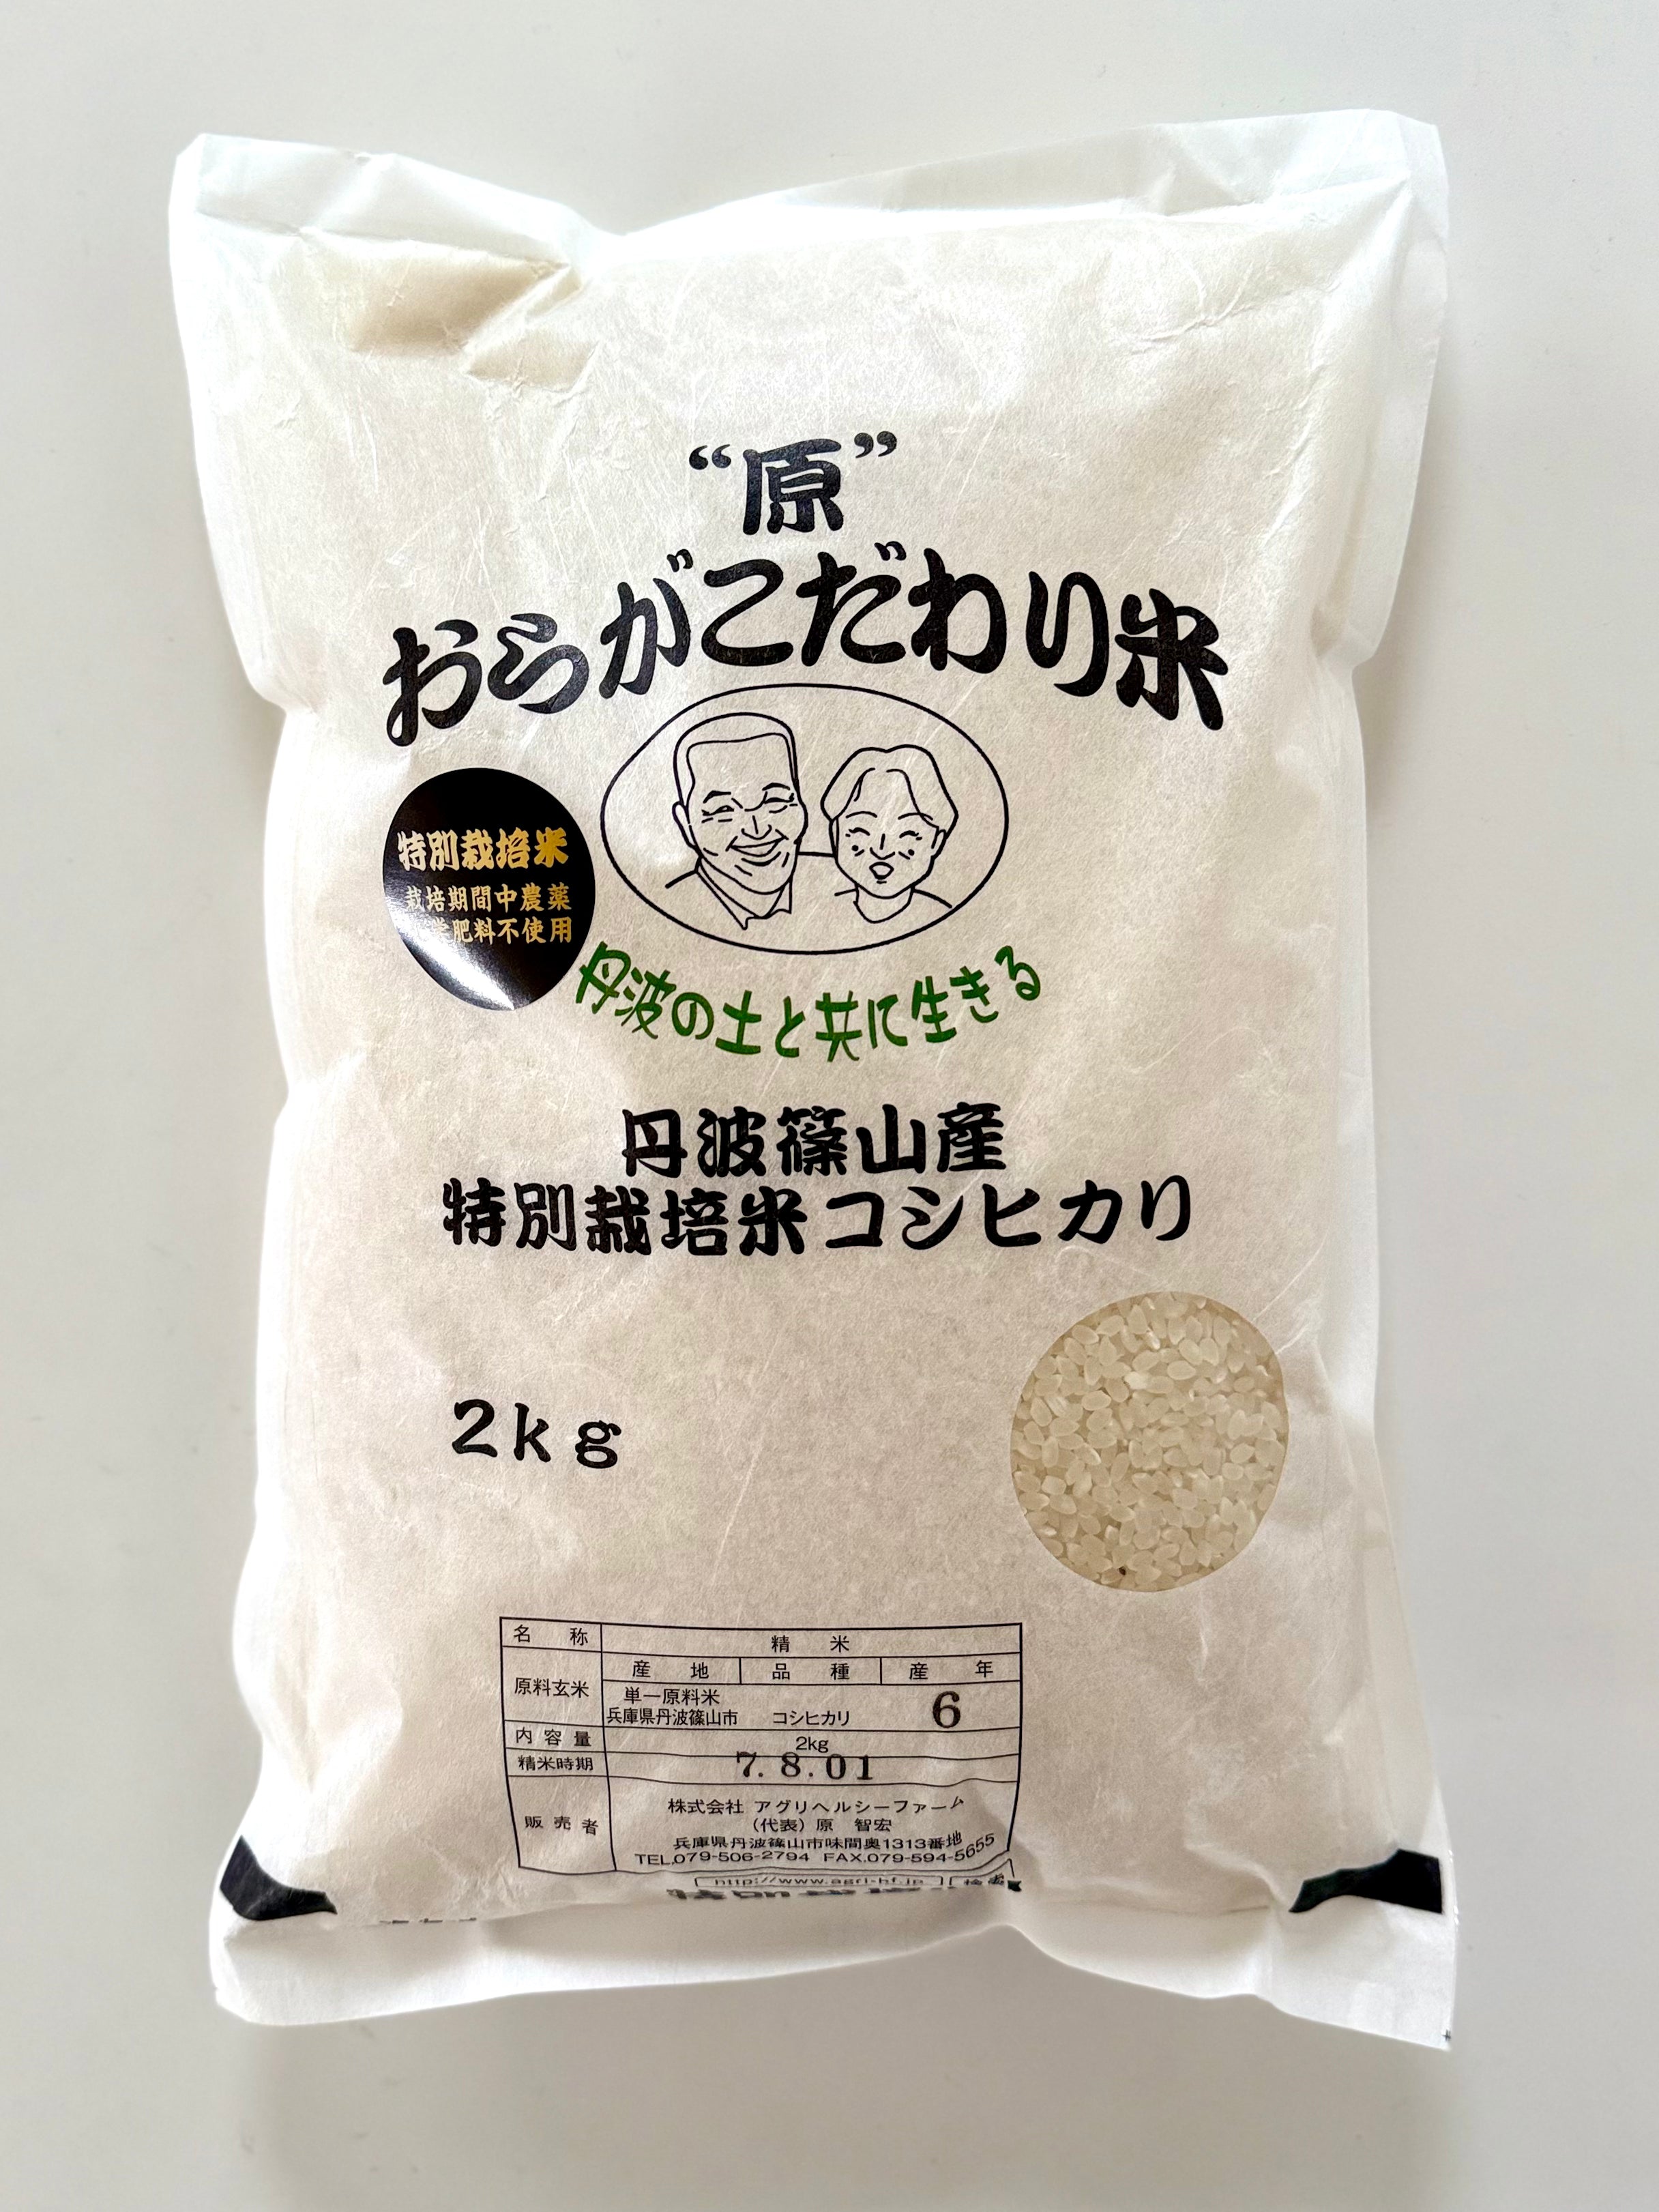 “原”
おらがこだわり米
特別栽培米
栽培期間中農薬
肥料不使用
丹波の土と共に生きる
丹波篠山産
特別栽培米コシヒカリ
2kg
名称 精米
原料玄米 産地 品種 産年
単一原料米
兵庫県丹波篠山市 コシヒカリ 6
内容量 2kg
精米時期 7.8.01
販売者 株式会社 アグリヘルシーファーム
(代表)原 智宏
兵庫県丹波篠山市味間奥1313番地
TEL.079-506-2794 FAX.079-594-5655
http://www.agri-hf.jp 検索